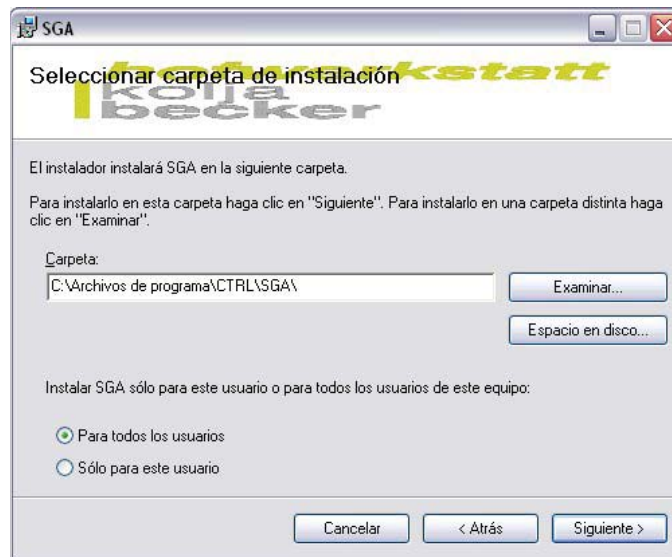 SGA
Seleccionar carpeta de instalación
kolja
becker
El instalador instalará SGA en la siguiente carpeta.
Para instalarlo en esta carpeta haga clic en "Siguiente". Para instalarlo en una carpeta distinta haga
clic en "Examinar".
Carpeta:
C:\Archivos de programa\CTRL\SGA\
Examinar...
Espacio en disco...
Instalar SGA sólo para este usuario o para todos los usuarios de este equipo:
Para todos los usuarios
Sólo para este usuario
Cancelar
< Atrás
Siguiente >